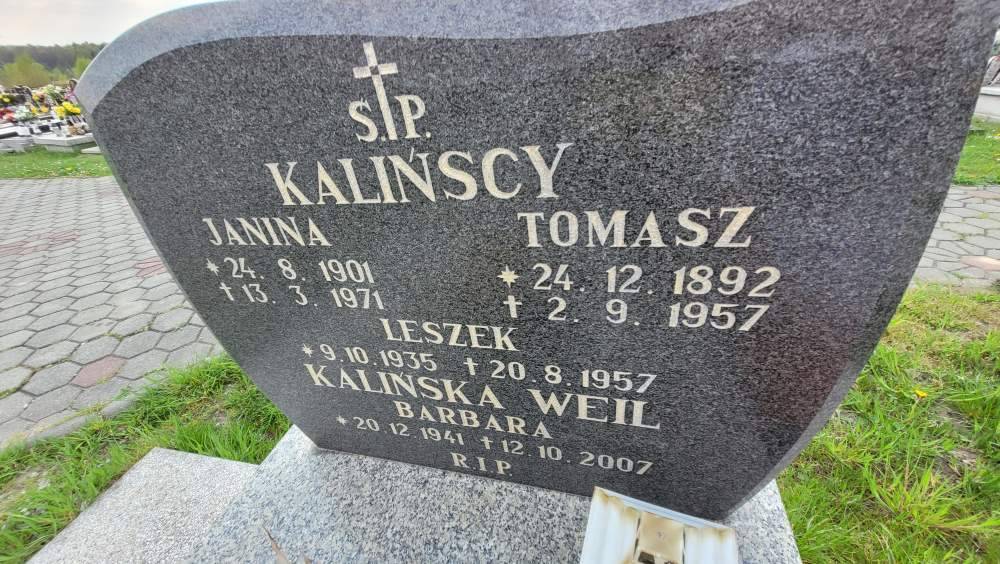 Ś.P.
KALIŃSCY
JANINA
* 24. 8. 1901
† 13. 3. 1971
TOMASZ
* 24. 12. 1892
† 2. 9. 1957
LESZEK
* 9.10.1935 † 20.8.1957
KALIŃSKA WEIL
BARBARA
* 20.12.1941 † 12.10.2007
R.I.P.